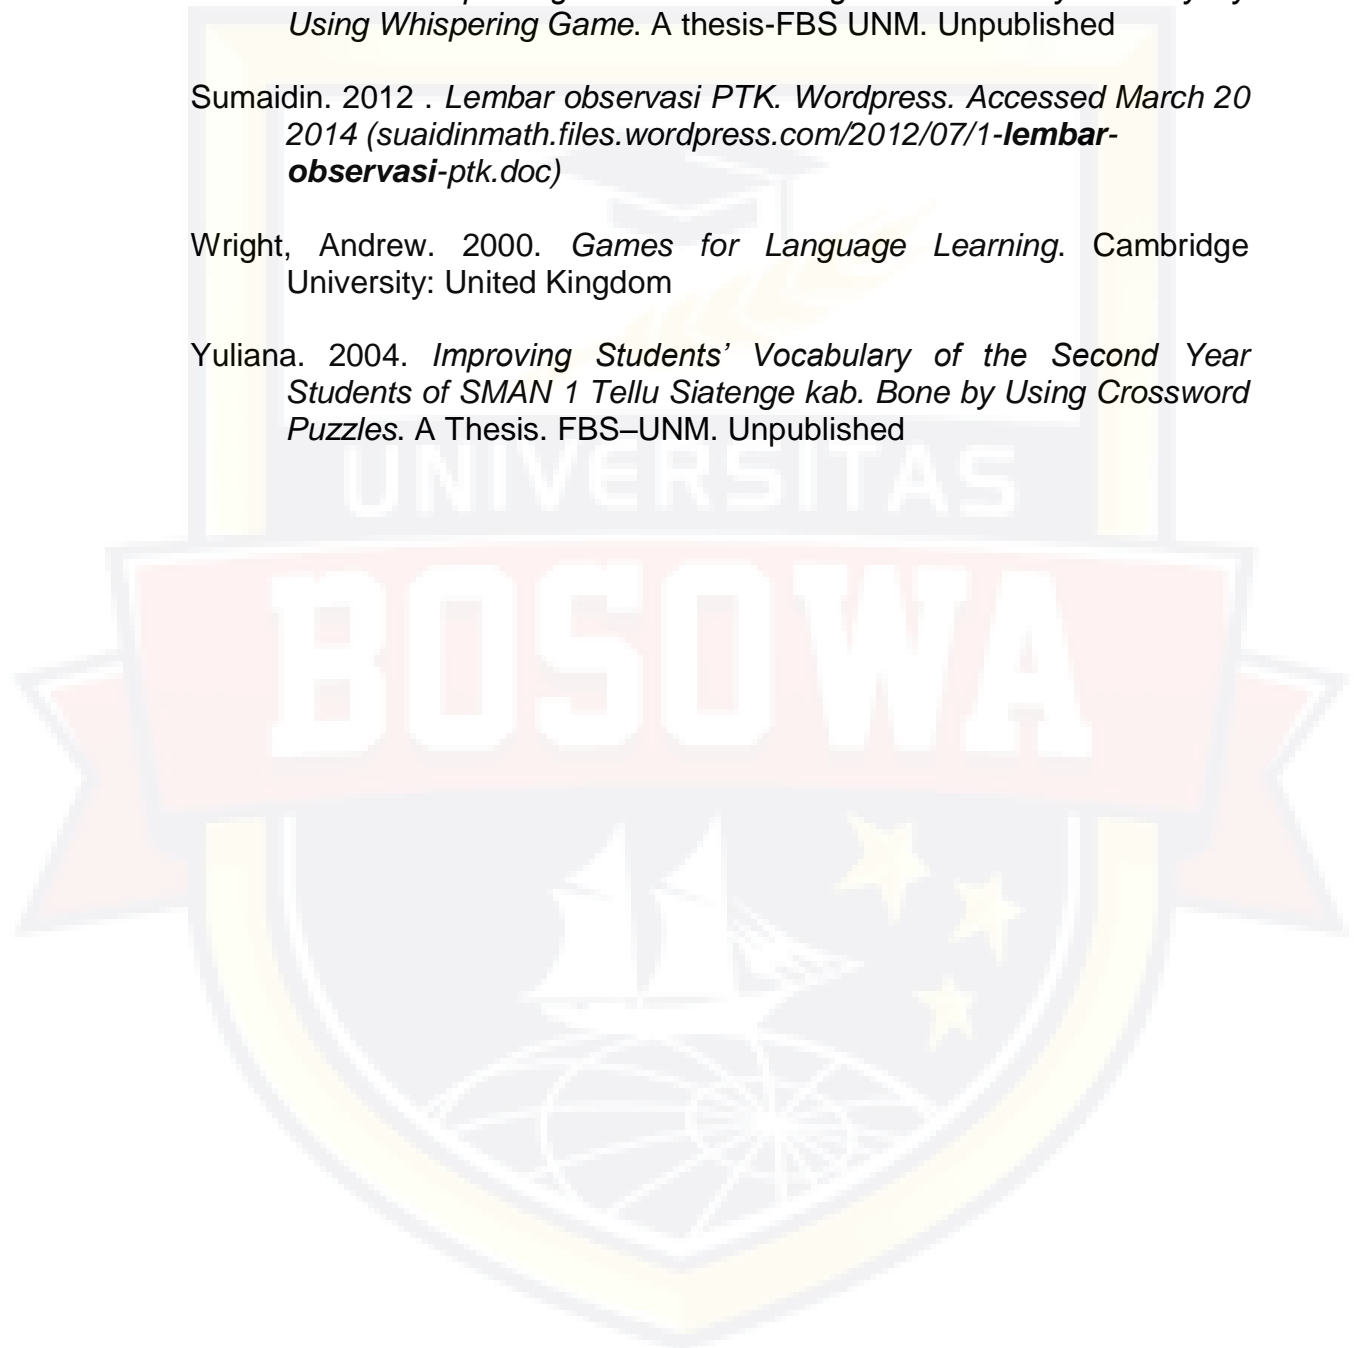 Using Whispering Game. A thesis-FBS UNM. Unpublished
Sumaidin. 2012 . Lembar observasi PTK. Wordpress. Accessed March 20
2014 (suaidinmath.files.wordpress.com/2012/07/1-lembar-
observasi-ptk.doc)
Wright, Andrew. 2000. Games for Language Learning. Cambridge
University: United Kingdom
Yuliana. 2004. Improving Students’ Vocabulary of the Second Year
Students of SMAN 1 Tellu Siatenge kab. Bone by Using Crossword
Puzzles. A Thesis. FBS–UNM. Unpublished
UNIVERSITAS
BOSOWA